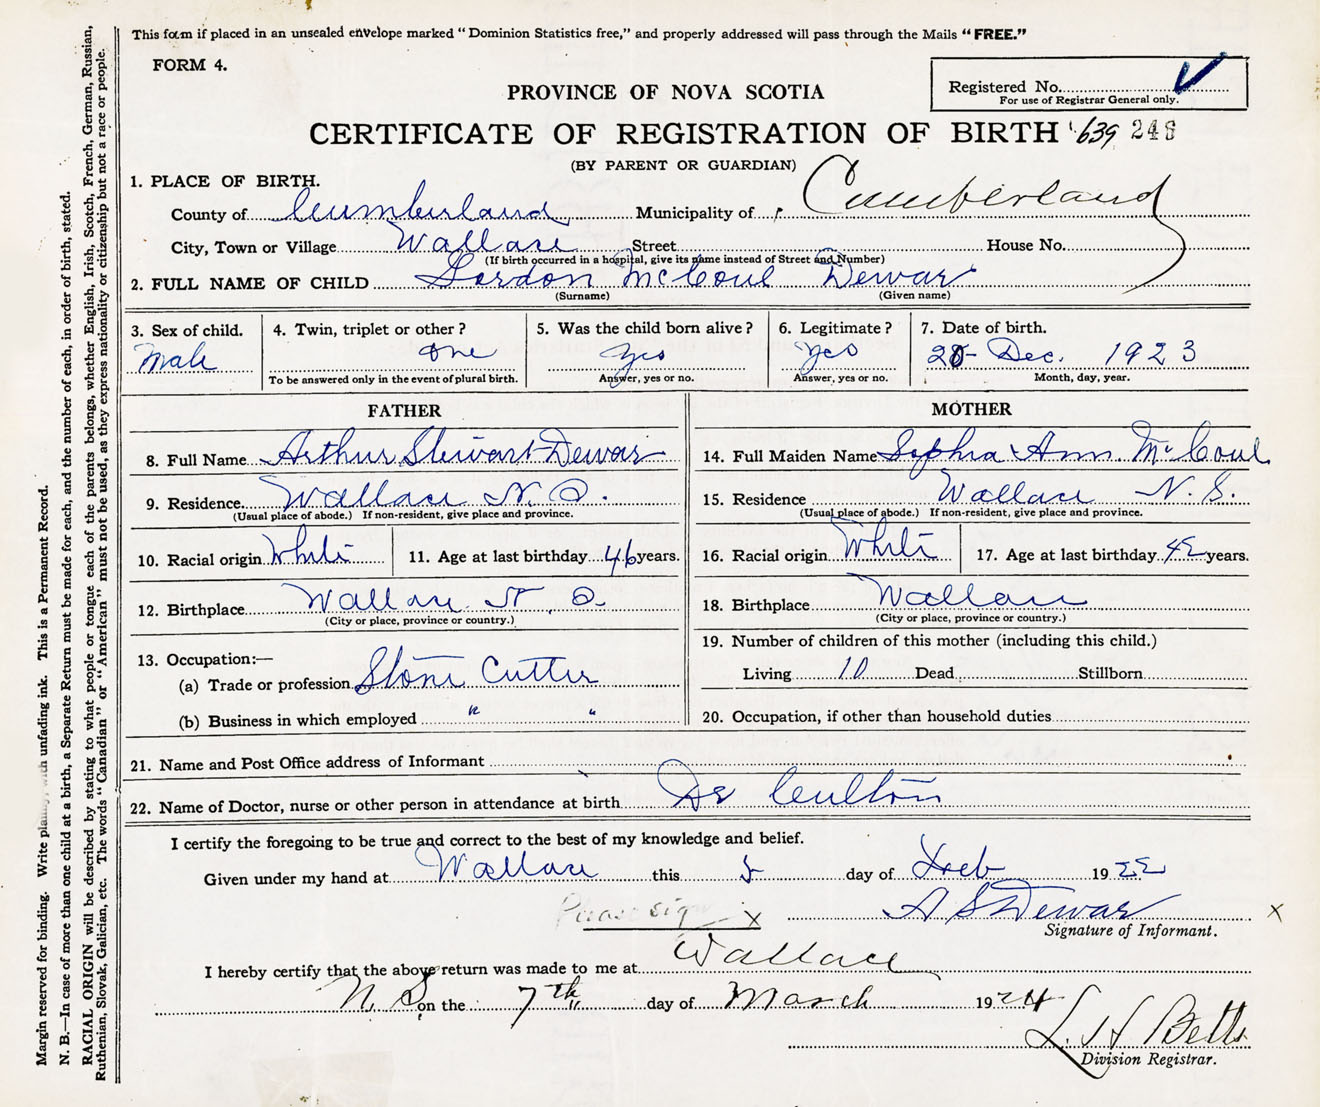 This form if placed in an unsealed envelope marked "Dominion Statistics free," and properly addressed will pass through the Mails "FREE."
FORM 4.
Registered No.
For use of Registrar General only.
PROVINCE OF NOVA SCOTIA
CERTIFICATE OF REGISTRATION OF BIRTH 639 248
(BY PARENT OR GUARDIAN)
1. PLACE OF BIRTH.
County of Cumberland Municipality of Cumberland
City, Town or Village Wallace Street House No.
(If birth occurred in a hospital, give its name instead of Street and Number)
2. FULL NAME OF CHILD Gordon McCoul Dewar
(Surname) (Given name)
3. Sex of child. 4. Twin, triplet or other? 5. Was the child born alive? 6. Legitimate? 7. Date of birth.
Male one Yes Yes 28 - Dec. 1923
To be answered only in the event of plural birth. Answer, yes or no. Answer, yes or no. Month, day, year.
FATHER
8. Full Name Arthur Stewart Dewar
9. Residence Wallace N.S.
(Usual place of abode.) If non-resident, give place and province.
10. Racial origin White 11. Age at last birthday 46 years.
12. Birthplace Wallace N.S.
(City or place, province or country.)
13. Occupation:—
(a) Trade or profession Stone Cutter
(b) Business in which employed " "
MOTHER
14. Full Maiden Name Sophia Ann McCoul
15. Residence Wallace N.S.
(Usual place of abode.) If non-resident, give place and province.
16. Racial origin White 17. Age at last birthday 42 years.
18. Birthplace Wallace
(City or place, province or country.)
19. Number of children of this mother (including this child.)
Living 10 Dead Stillborn
20. Occupation, if other than household duties
21. Name and Post Office address of Informant
22. Name of Doctor, nurse or other person in attendance at birth Dr
I certify the foregoing to be true and correct to the best of my knowledge and belief.
Given under my hand at Wallace this 5 day of Feb 1922
Please sign x A S Dewar x
Signature of Informant.
I hereby certify that the above return was made to me at Wallace
N.S. on the 7th day of March 1924
L H Betts
Division Registrar.
Margin reserved for binding. Write plainly, with unfading ink. This is a Permanent Record.
N. B.—In case of more than one child at a birth, a Separate Return must be made for each, and the number of each, in order of birth, stated.
RACIAL ORIGIN will be described by stating to what people or tongue each of the parents belongs, whether English, Irish, Scotch, French, German, Russian,
Ruthenian, Slovak, Galician, etc. The words "Canadian" or "American" must not be used, as they express nationality or citizenship but not a race or people.